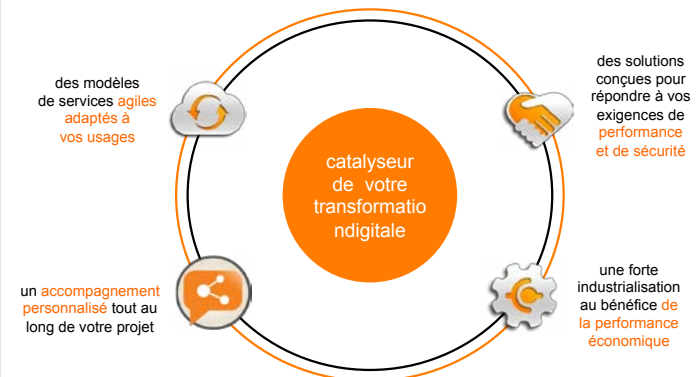 des modèles
de services agiles
adaptés à
vos usages
des solutions
conçues pour
répondre à vos
exigences de
performance
et de sécurité
catalyseur
de votre
transformatio
ndigitale
un accompagnement
personnalisé tout au
long de votre projet
une forte
industrialisation
au bénéfice de
la performance
économique